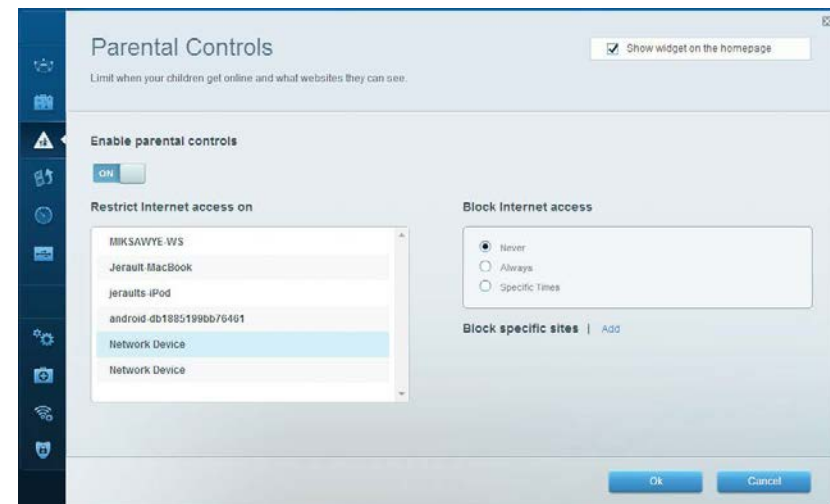 Parental Controls
Show widget on the homepage
Limit when your children get online and what websites they can see.
Enable parental controls
ON
Restrict Internet access on
Block Internet access
MIKSAWYE-WS
Jerault-MacBook
jeraults-iPod
android-db1885199bb76461
Network Device
Network Device
Never
Always
Specific Times
Block specific sites | Add
Ok
Cancel